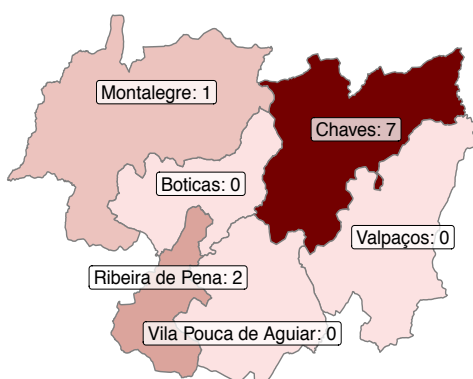 Montalegre: 1
Chaves: 7
Boticas: 0
Valpaços: 0
Ribeira de Pena: 2
Vila Pouca de Aguiar: 0